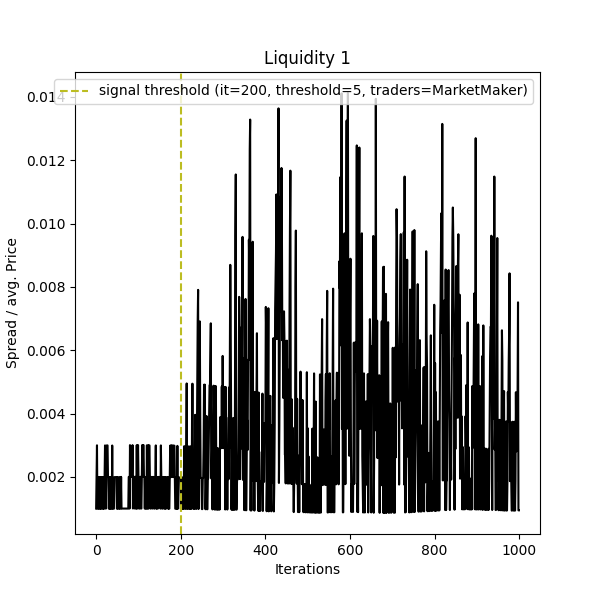 Liquidity 1
signal threshold (it=200, threshold=5, traders=MarketMaker)
0.014
0.012
0.010
0.008
0.006
0.004
0.002
Spread / avg. Price
0 200 400 600 800 1000
Iterations